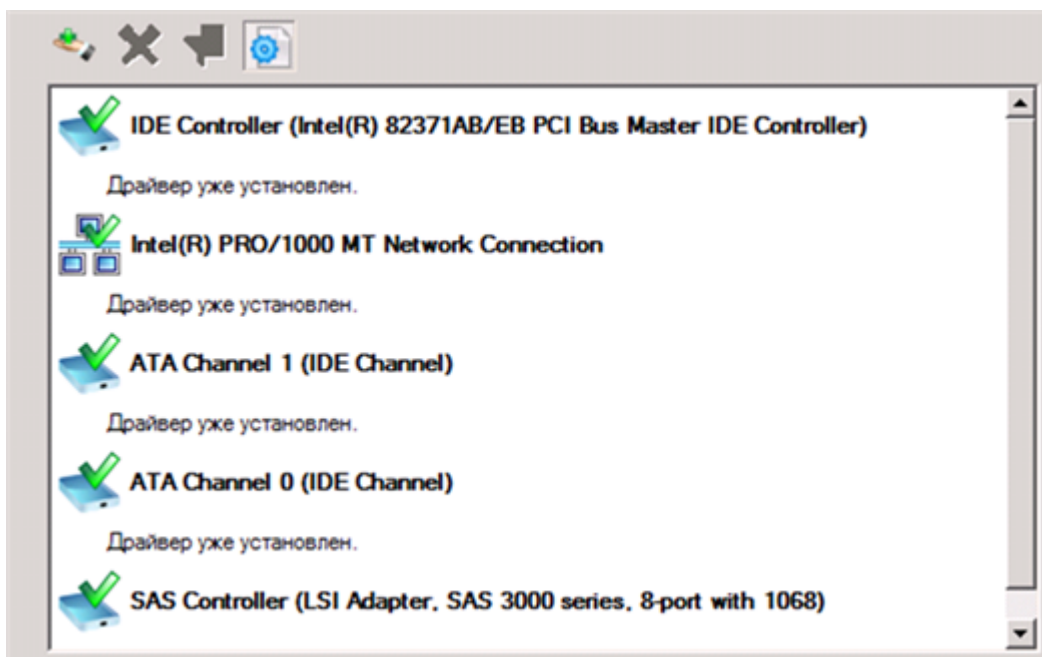 IDE Controller (Intel(R) 82371AB/EB PCI Bus Master IDE Controller)
Драйвер уже установлен.
Intel(R) PRO/1000 MT Network Connection
Драйвер уже установлен.
ATA Channel 1 (IDE Channel)
Драйвер уже установлен.
ATA Channel 0 (IDE Channel)
Драйвер уже установлен.
SAS Controller (LSI Adapter, SAS 3000 series, 8-port with 1068)